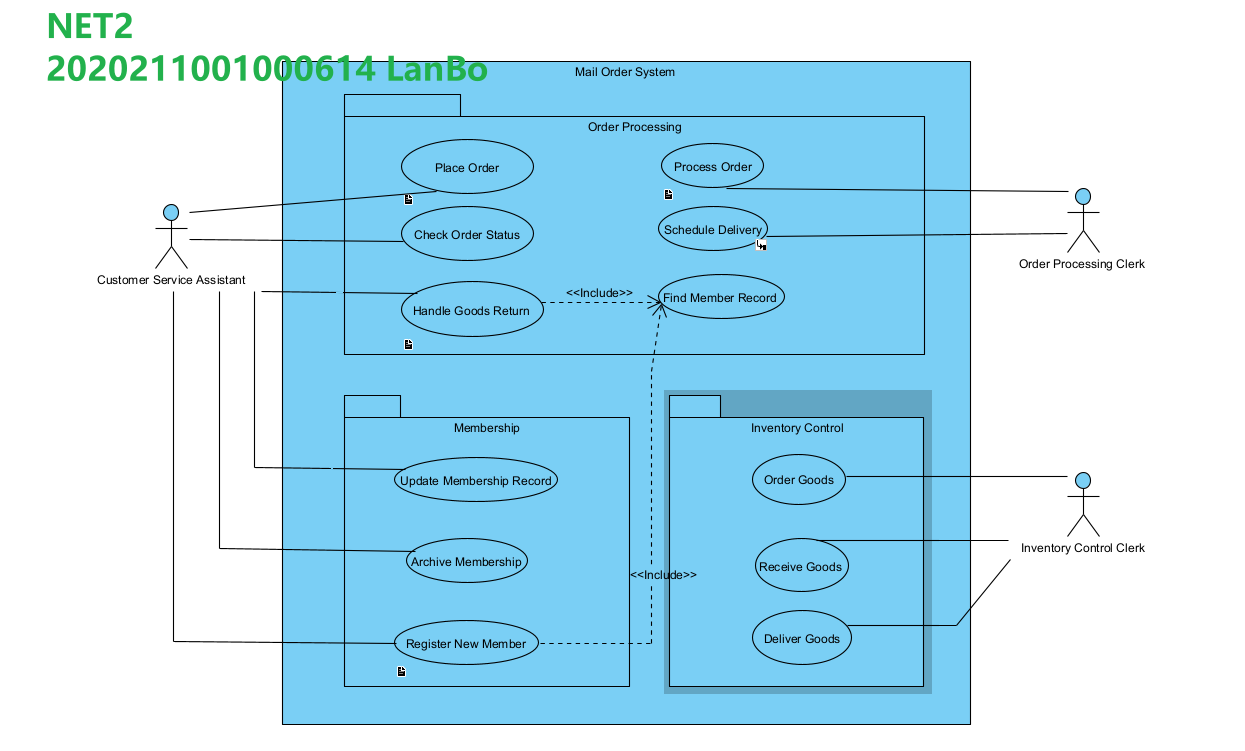 NET2
2020211001000614 LanBo
Mail Order System
Order Processing
Place Order
Process Order
Check Order Status
Schedule Delivery
Customer Service Assistant
Order Processing Clerk
<<Include>>
Handle Goods Return
Find Member Record
Membership
Inventory Control
Update Membership Record
Order Goods
Archive Membership
Receive Goods
Inventory Control Clerk
<<Include>>
Register New Member
Deliver Goods